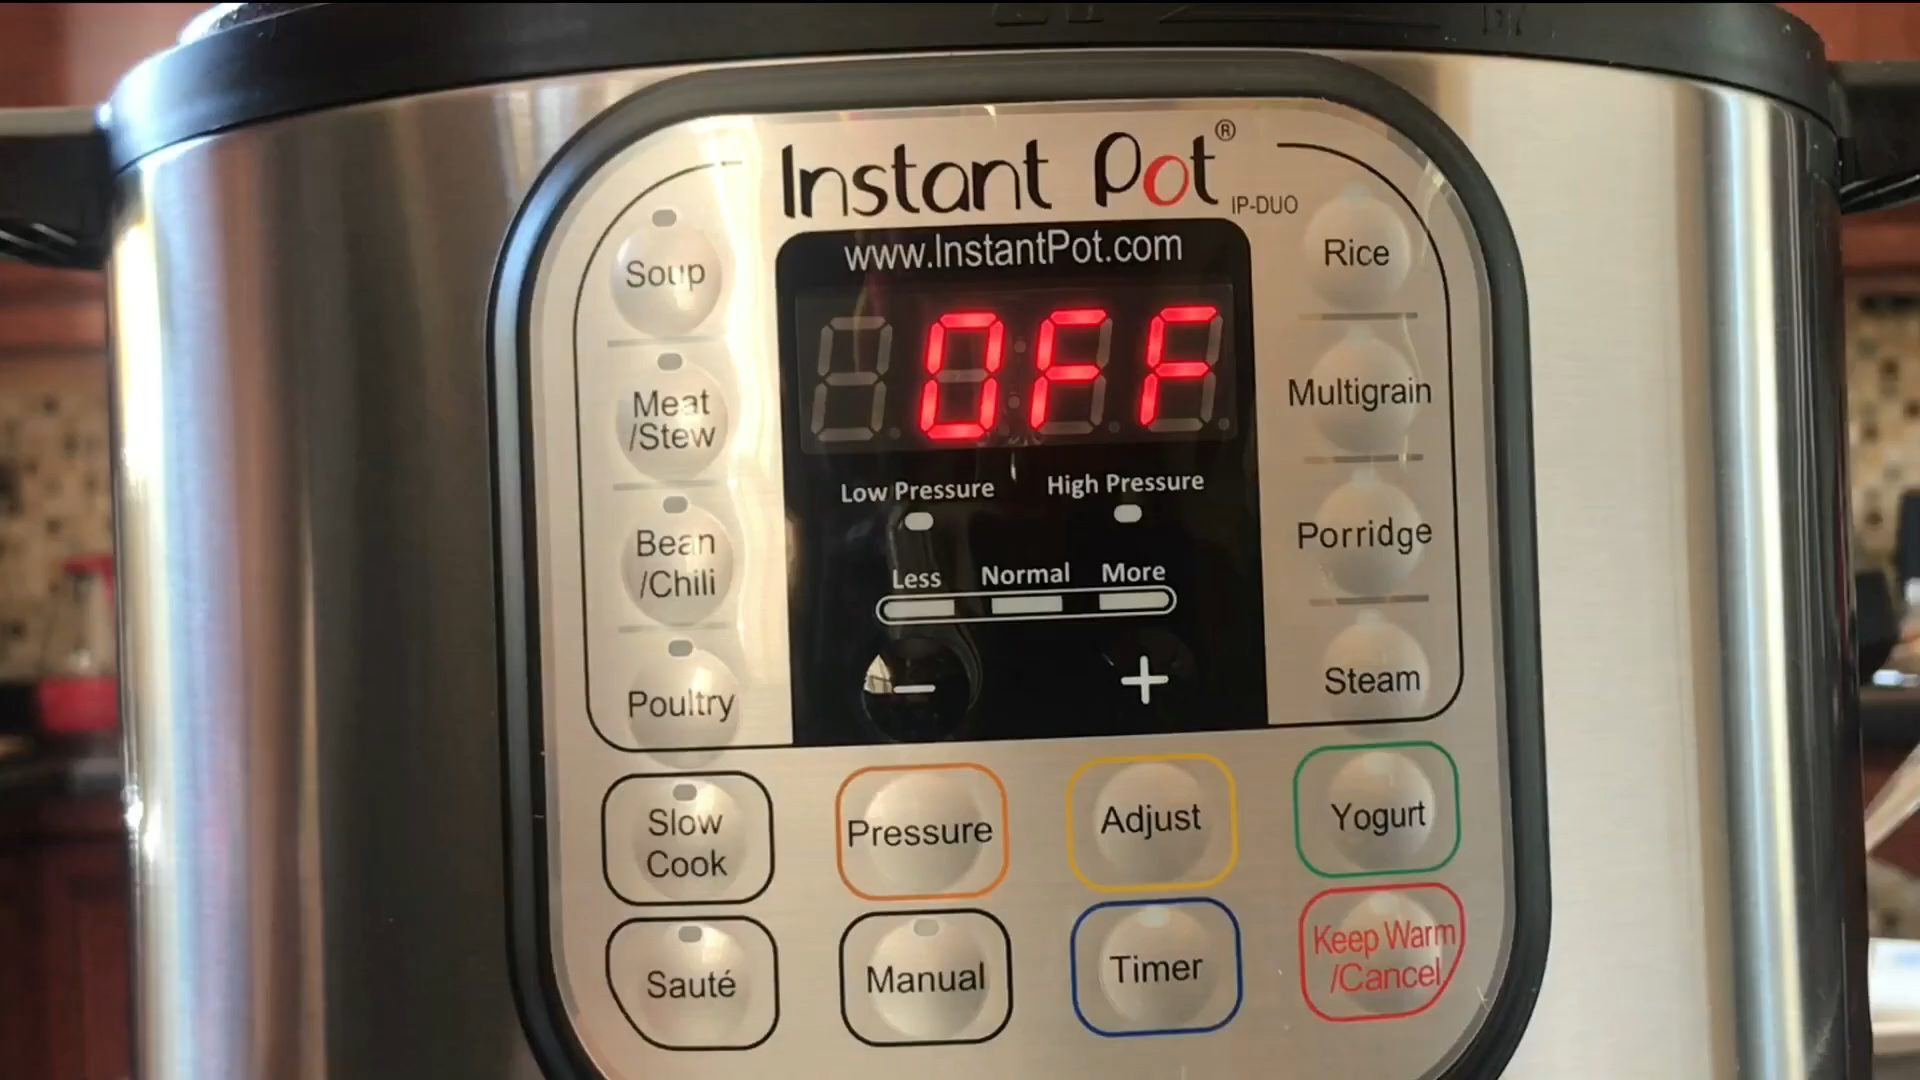 Instant Pot®
IP-DUO
www.InstantPot.com
OFF
Low Pressure
High Pressure
Less
Normal
More
−
+
Soup
Meat
/Stew
Bean
/Chili
Poultry
Rice
Multigrain
Porridge
Steam
Slow
Cook
Pressure
Adjust
Yogurt
Sauté
Manual
Timer
Keep Warm
/Cancel